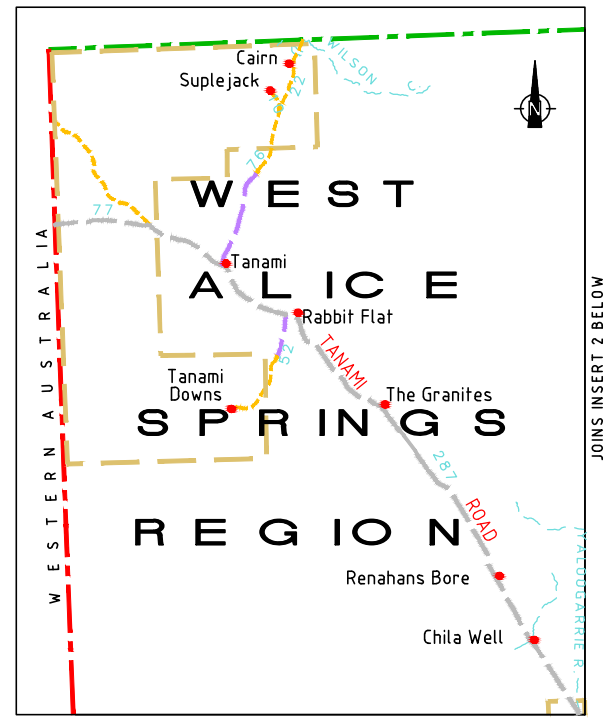 Cairn
WILSON C.
Suplejack
9
22
N
76
WEST
77
Tanami
ALICE
Rabbit Flat
52
TANAMI
Tanami
Downs
The Granites
SPRINGS
287
WESTERN AUSTRALIA
JOINS INSERT 2 BELOW
ROAD
REGION
Renahans Bore
Chila Well